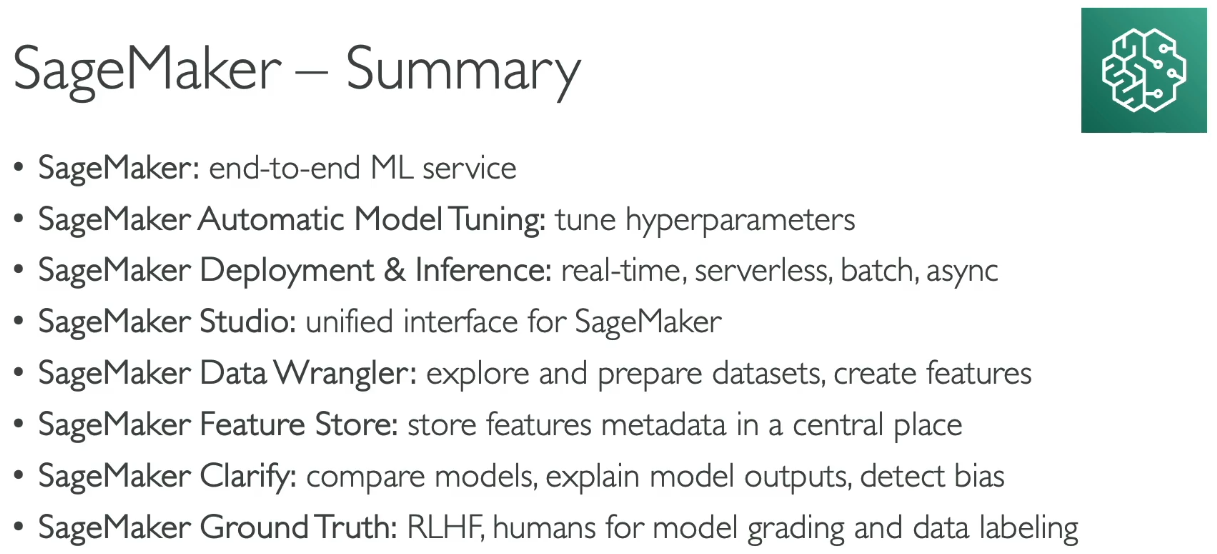 SageMaker – Summary
• SageMaker: end-to-end ML service
• SageMaker Automatic Model Tuning: tune hyperparameters
• SageMaker Deployment & Inference: real-time, serverless, batch, async
• SageMaker Studio: unified interface for SageMaker
• SageMaker Data Wrangler: explore and prepare datasets, create features
• SageMaker Feature Store: store features metadata in a central place
• SageMaker Clarify: compare models, explain model outputs, detect bias
• SageMaker Ground Truth: RLHF, humans for model grading and data labeling